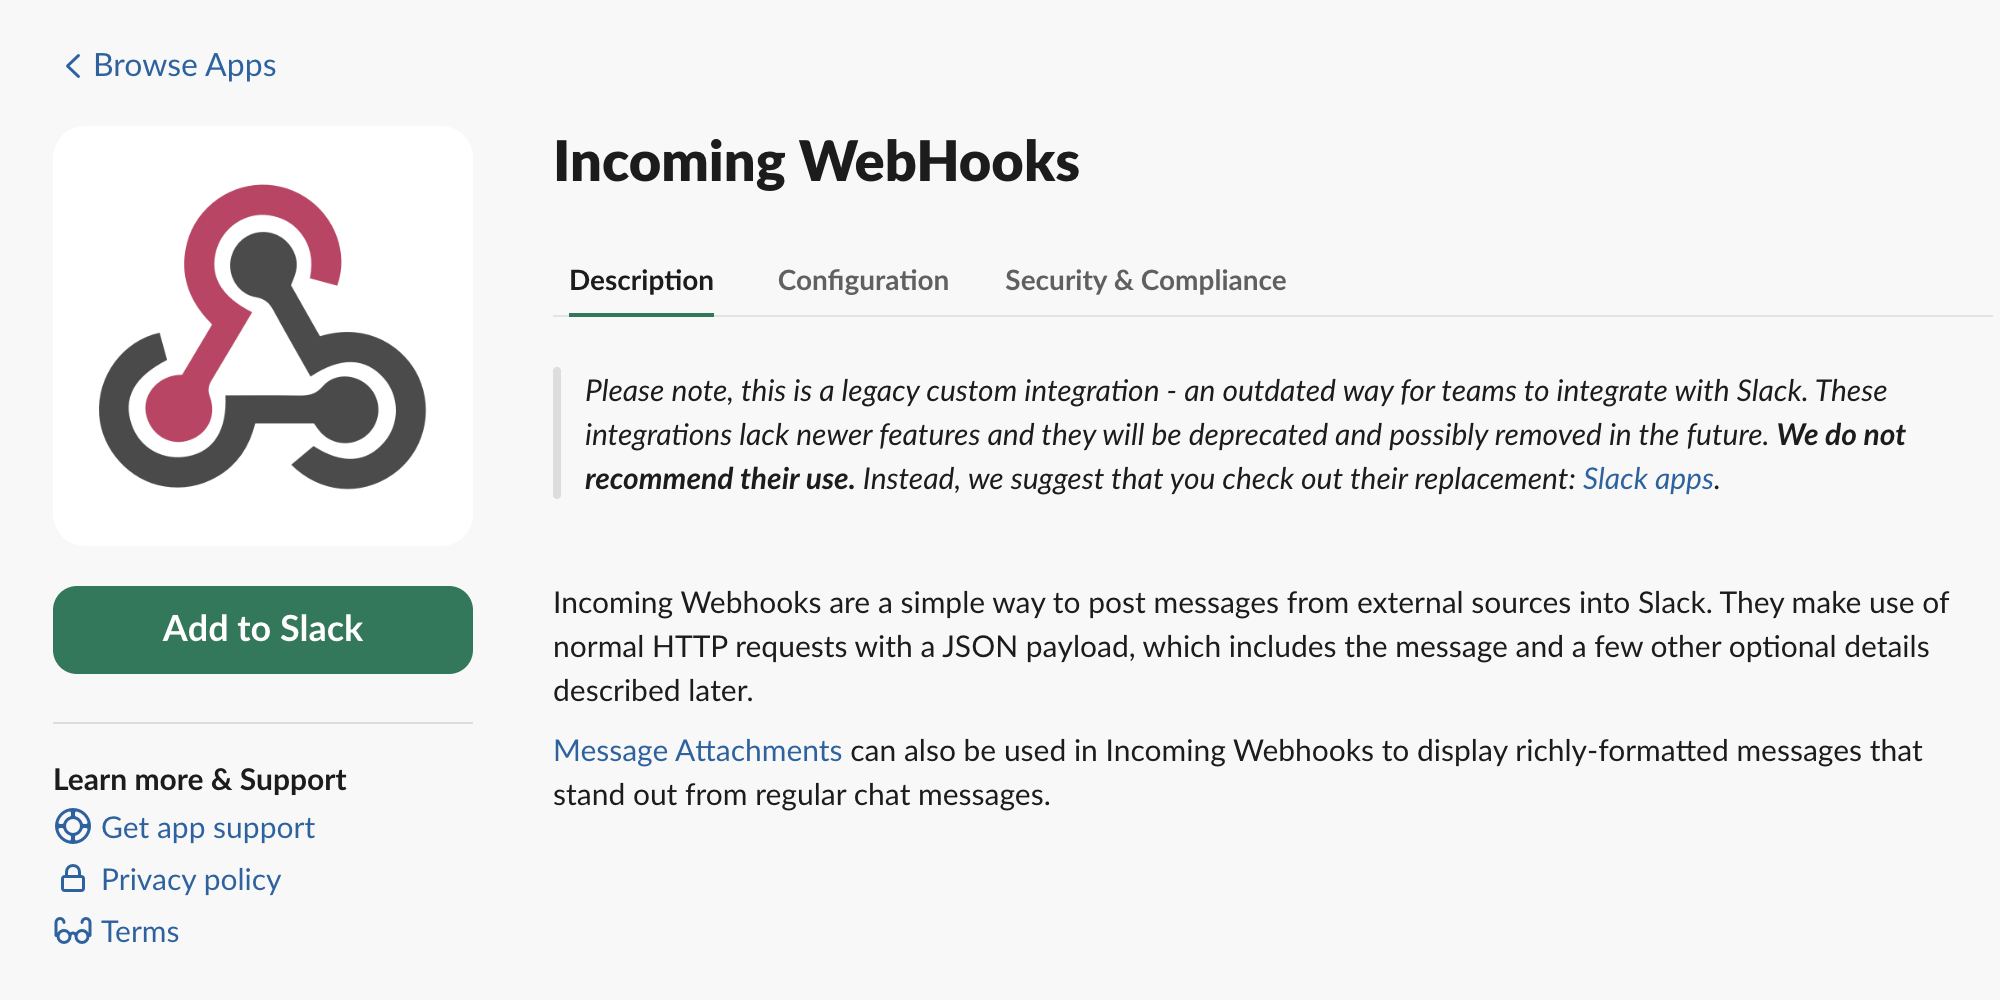 Browse Apps
Incoming WebHooks
Description Configuration Security & Compliance
Please note, this is a legacy custom integration - an outdated way for teams to integrate with Slack. These
integrations lack newer features and they will be deprecated and possibly removed in the future. We do not
recommend their use. Instead, we suggest that you check out their replacement: Slack apps.
Incoming Webhooks are a simple way to post messages from external sources into Slack. They make use of
normal HTTP requests with a JSON payload, which includes the message and a few other optional details
described later.
Message Attachments can also be used in Incoming Webhooks to display richly-formatted messages that
stand out from regular chat messages.
Add to Slack
Learn more & Support
Get app support
Privacy policy
Terms